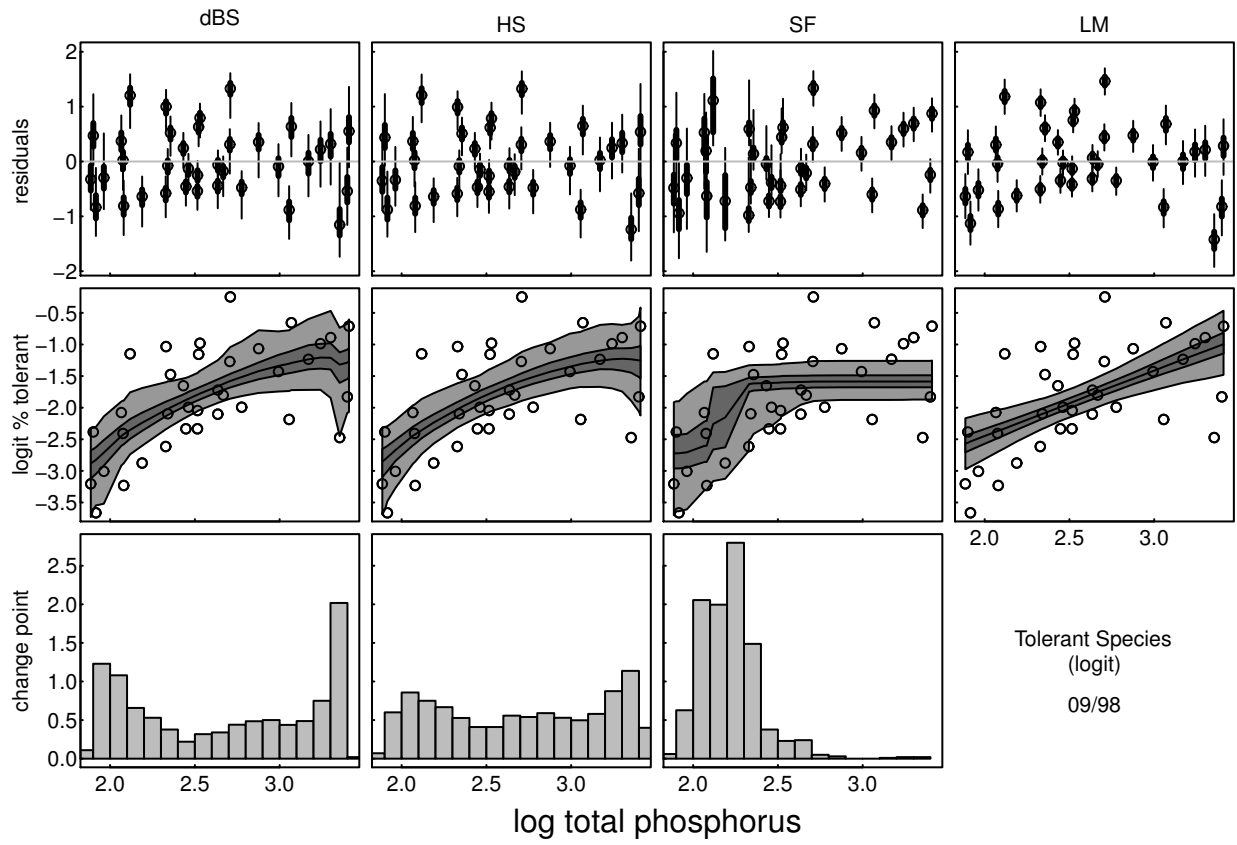 dBS HS SF LM
residuals
2
1
0
−1
−2
logit % tolerant
−0.5
−1.0
−1.5
−2.0
−2.5
−3.0
−3.5
2.0 2.5 3.0
change point
2.5
2.0
1.5
1.0
0.5
0.0
Tolerant Species
(logit)
09/98
2.0 2.5 3.0 2.0 2.5 3.0 2.0 2.5 3.0
log total phosphorus